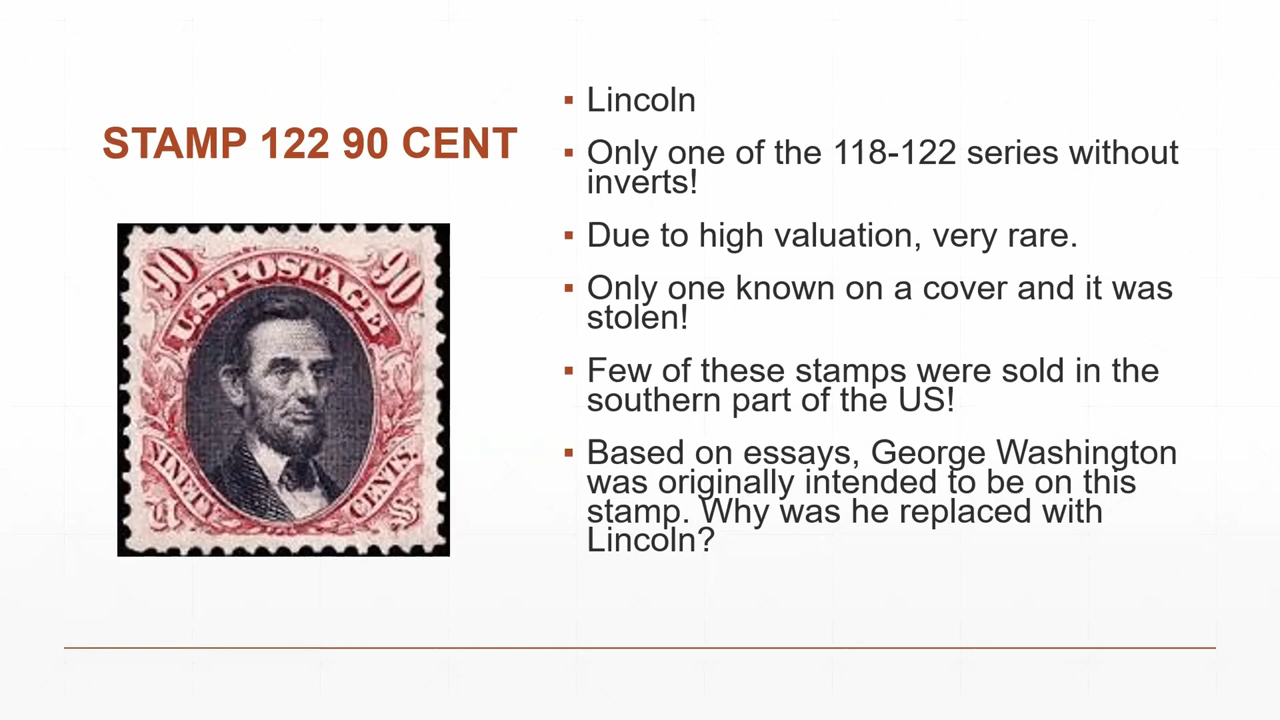 STAMP 122 90 CENT
90 90
U.S. POSTAGE
NINETY CENTS.
U S
▪ Lincoln
▪ Only one of the 118-122 series without
inverts!
▪ Due to high valuation, very rare.
▪ Only one known on a cover and it was
stolen!
▪ Few of these stamps were sold in the
southern part of the US!
▪ Based on essays, George Washington
was originally intended to be on this
stamp. Why was he replaced with
Lincoln?